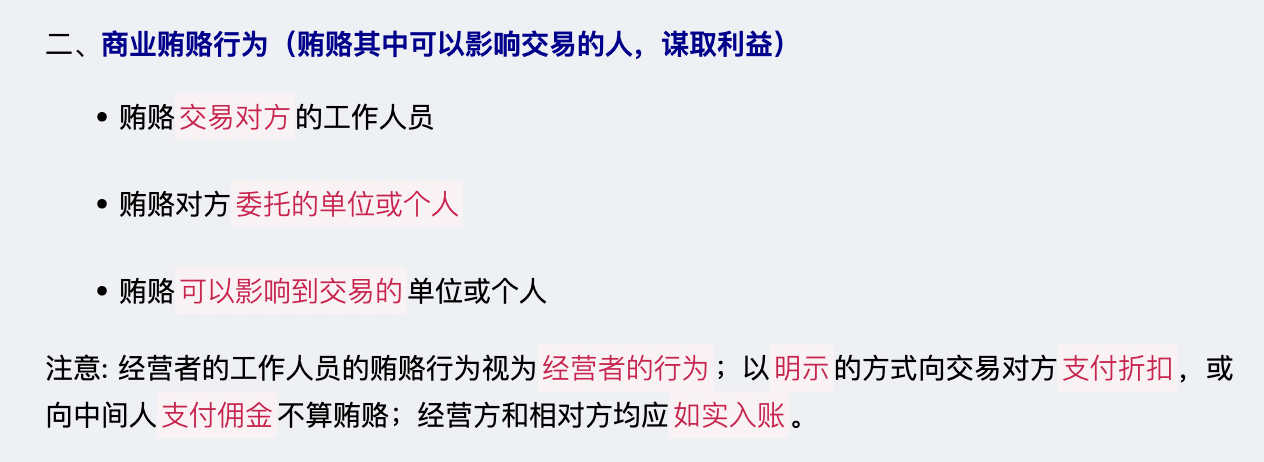 二、商业贿赂行为（贿赂其中可以影响交易的人，谋取利益）
• 贿赂交易对方的工作人员
• 贿赂对方委托的单位或个人
• 贿赂可以影响到交易的单位或个人
注意: 经营者的工作人员的贿赂行为视为经营者的行为；以明示的方式向交易对方支付折扣，或
向中间人支付佣金不算贿赂；经营方和相对方均应如实入账。